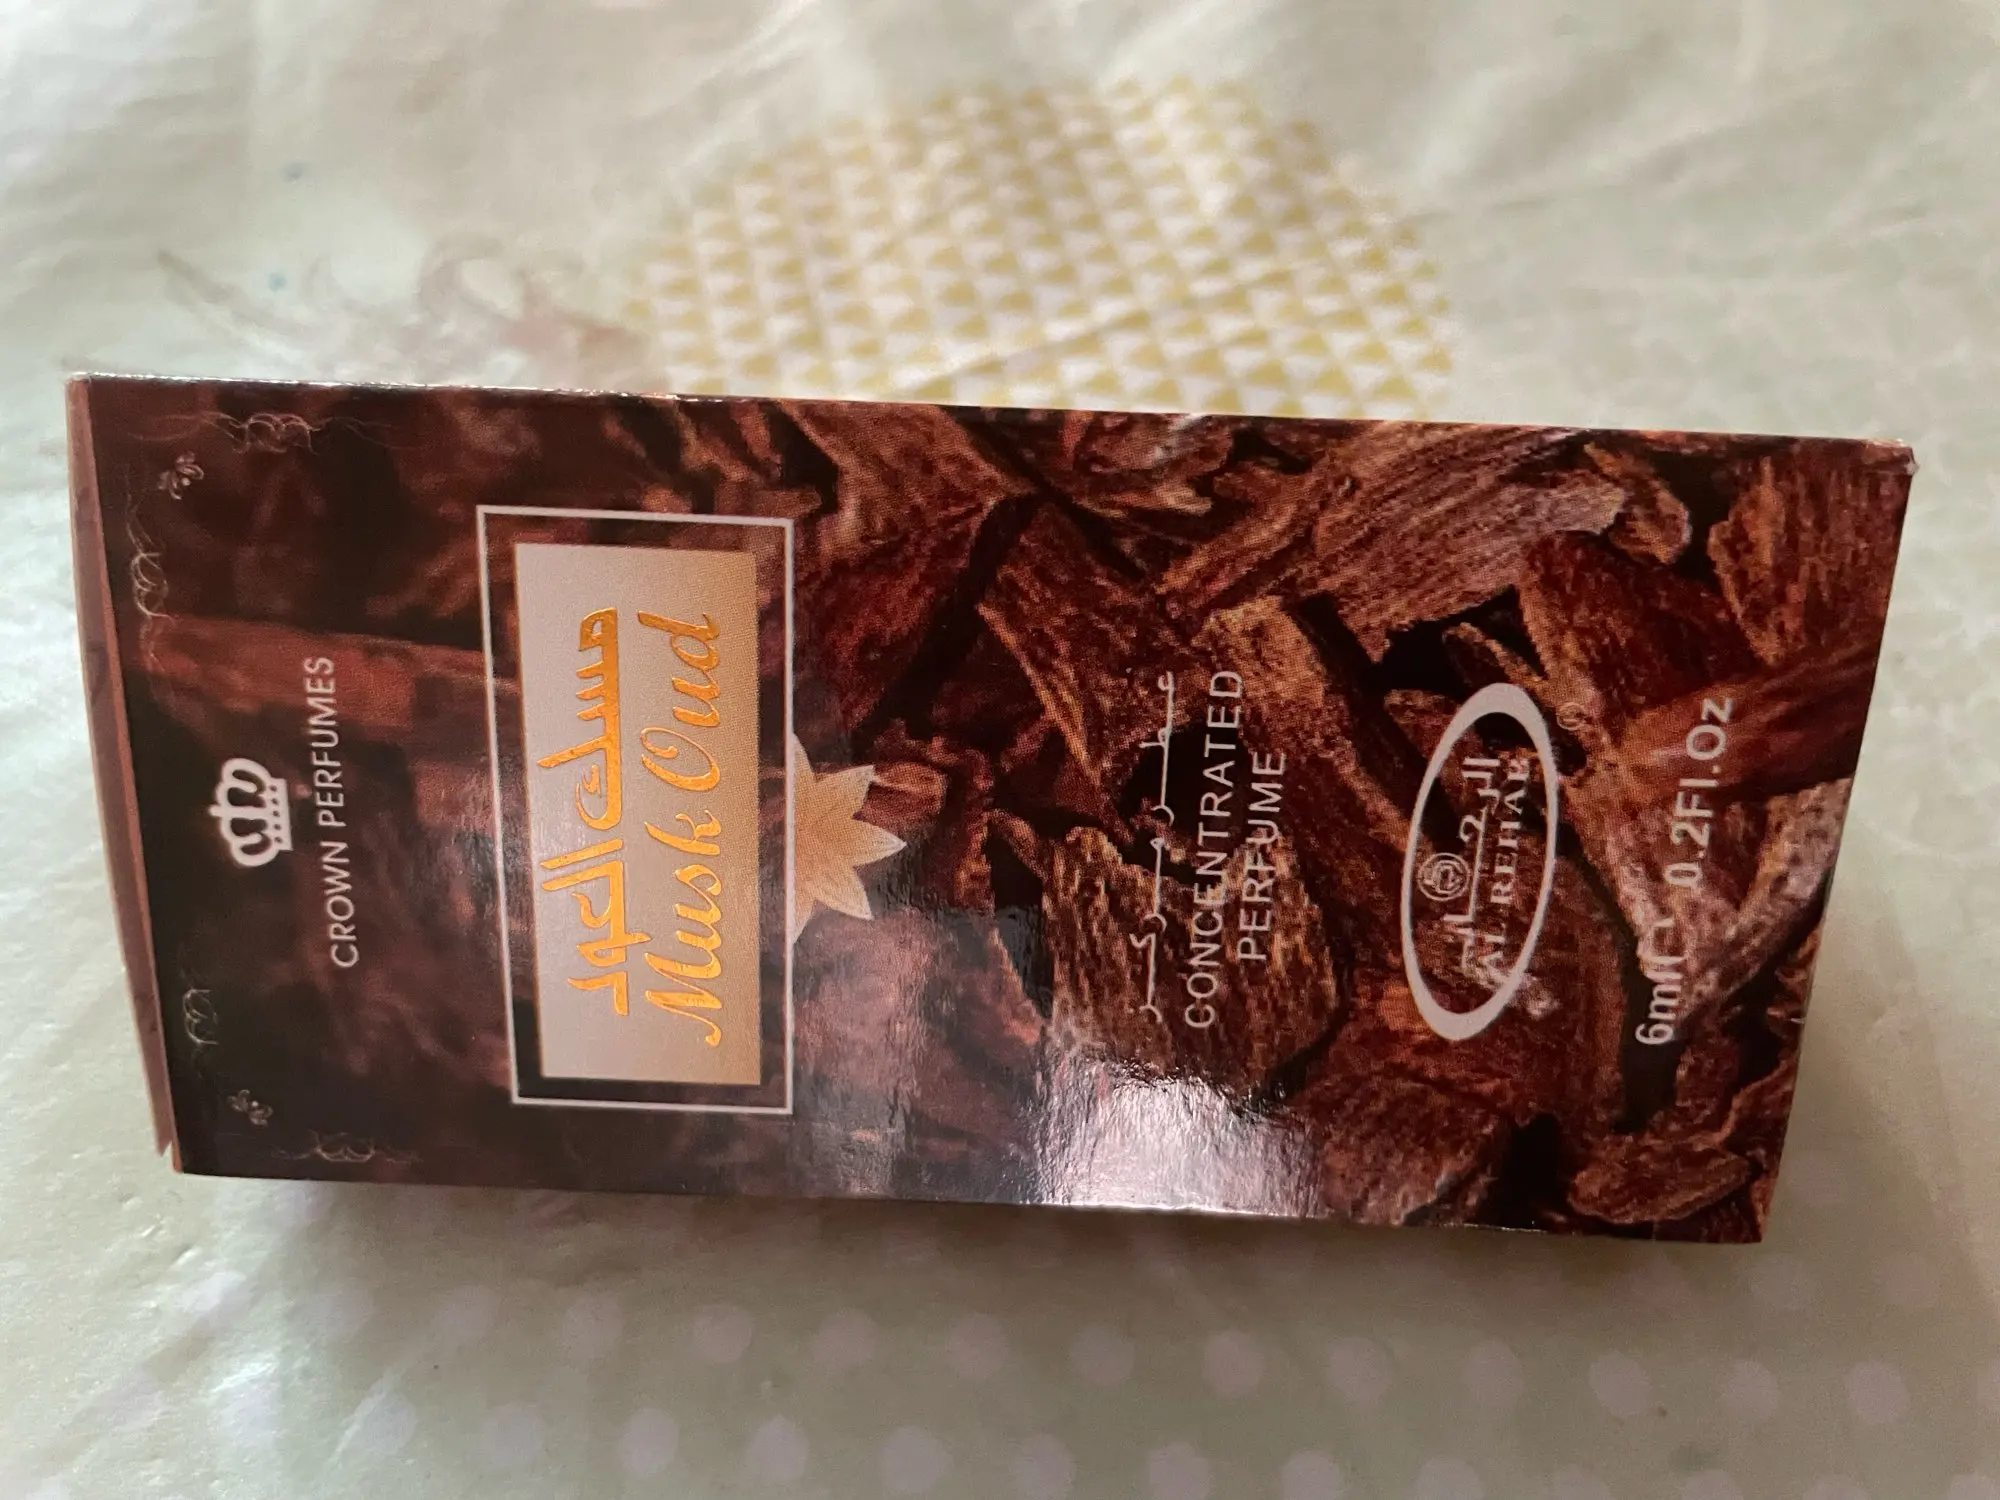 CROWN PERFUMES
مسك العود
Musk Oud
عطر مركز
CONCENTRATED
PERFUME
الرحاب
AL REHAB
®
6ml℮ 0.2Fl.Oz